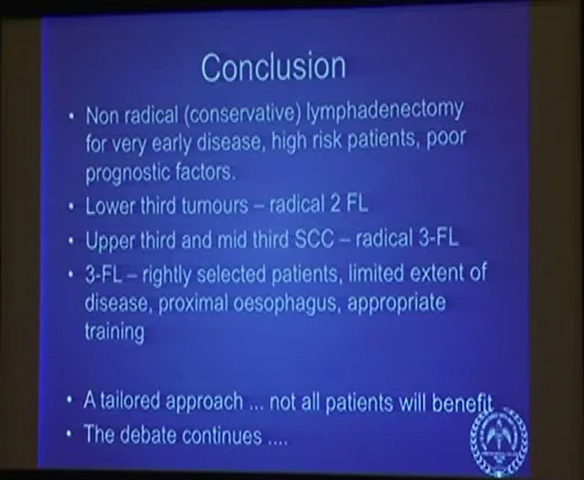 Conclusion
• Non radical (conservative) lymphadenectomy
for very early disease, high risk patients, poor
prognostic factors.
• Lower third tumours – radical 2 FL
• Upper third and mid third SCC – radical 3-FL
• 3-FL – rightly selected patients, limited extent of
disease, proximal oesophagus, appropriate
training
• A tailored approach ... not all patients will benefit
• The debate continues ....